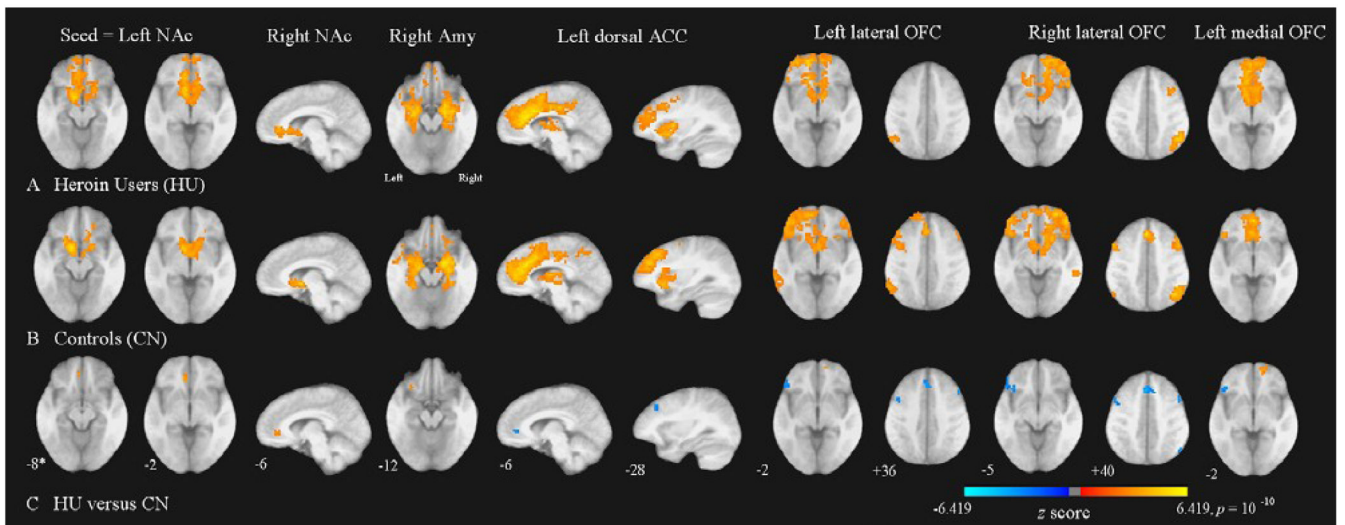 Seed = Left NAc Right NAc Right Amy Left dorsal ACC Left lateral OFC Right lateral OFC Left medial OFC
Left Right
A Heroin Users (HU)
B Controls (CN)
-8* -2 -6 -12 -6 -28 -2 +36 -5 +40 -2
C HU versus CN
-6.419 z score 6.419, p = 10 -10